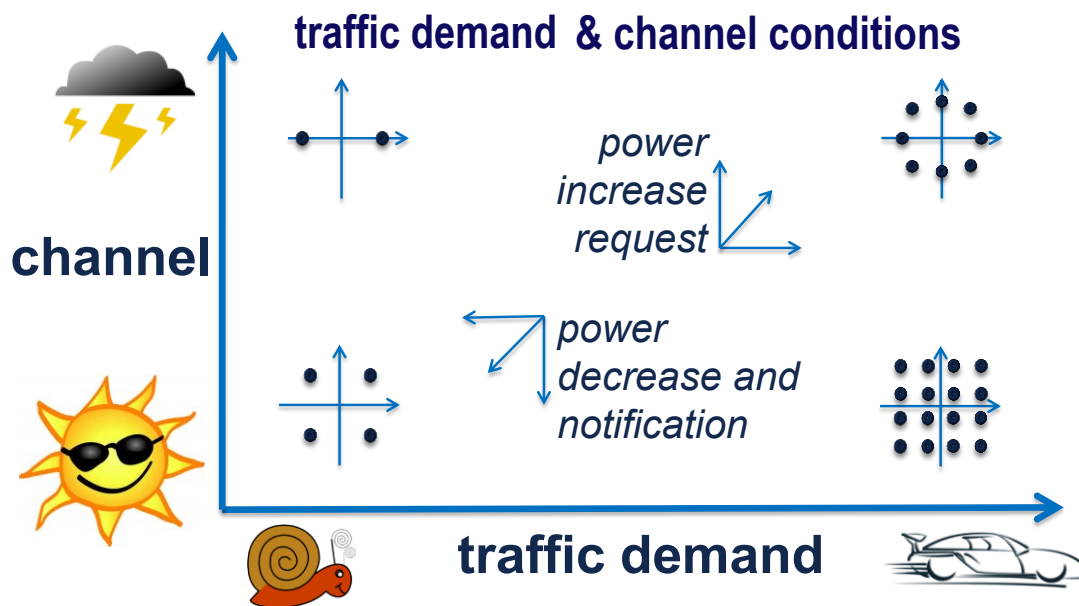 traffic demand & channel conditions
power
increase
request
channel
power
decrease and
notification
traffic demand